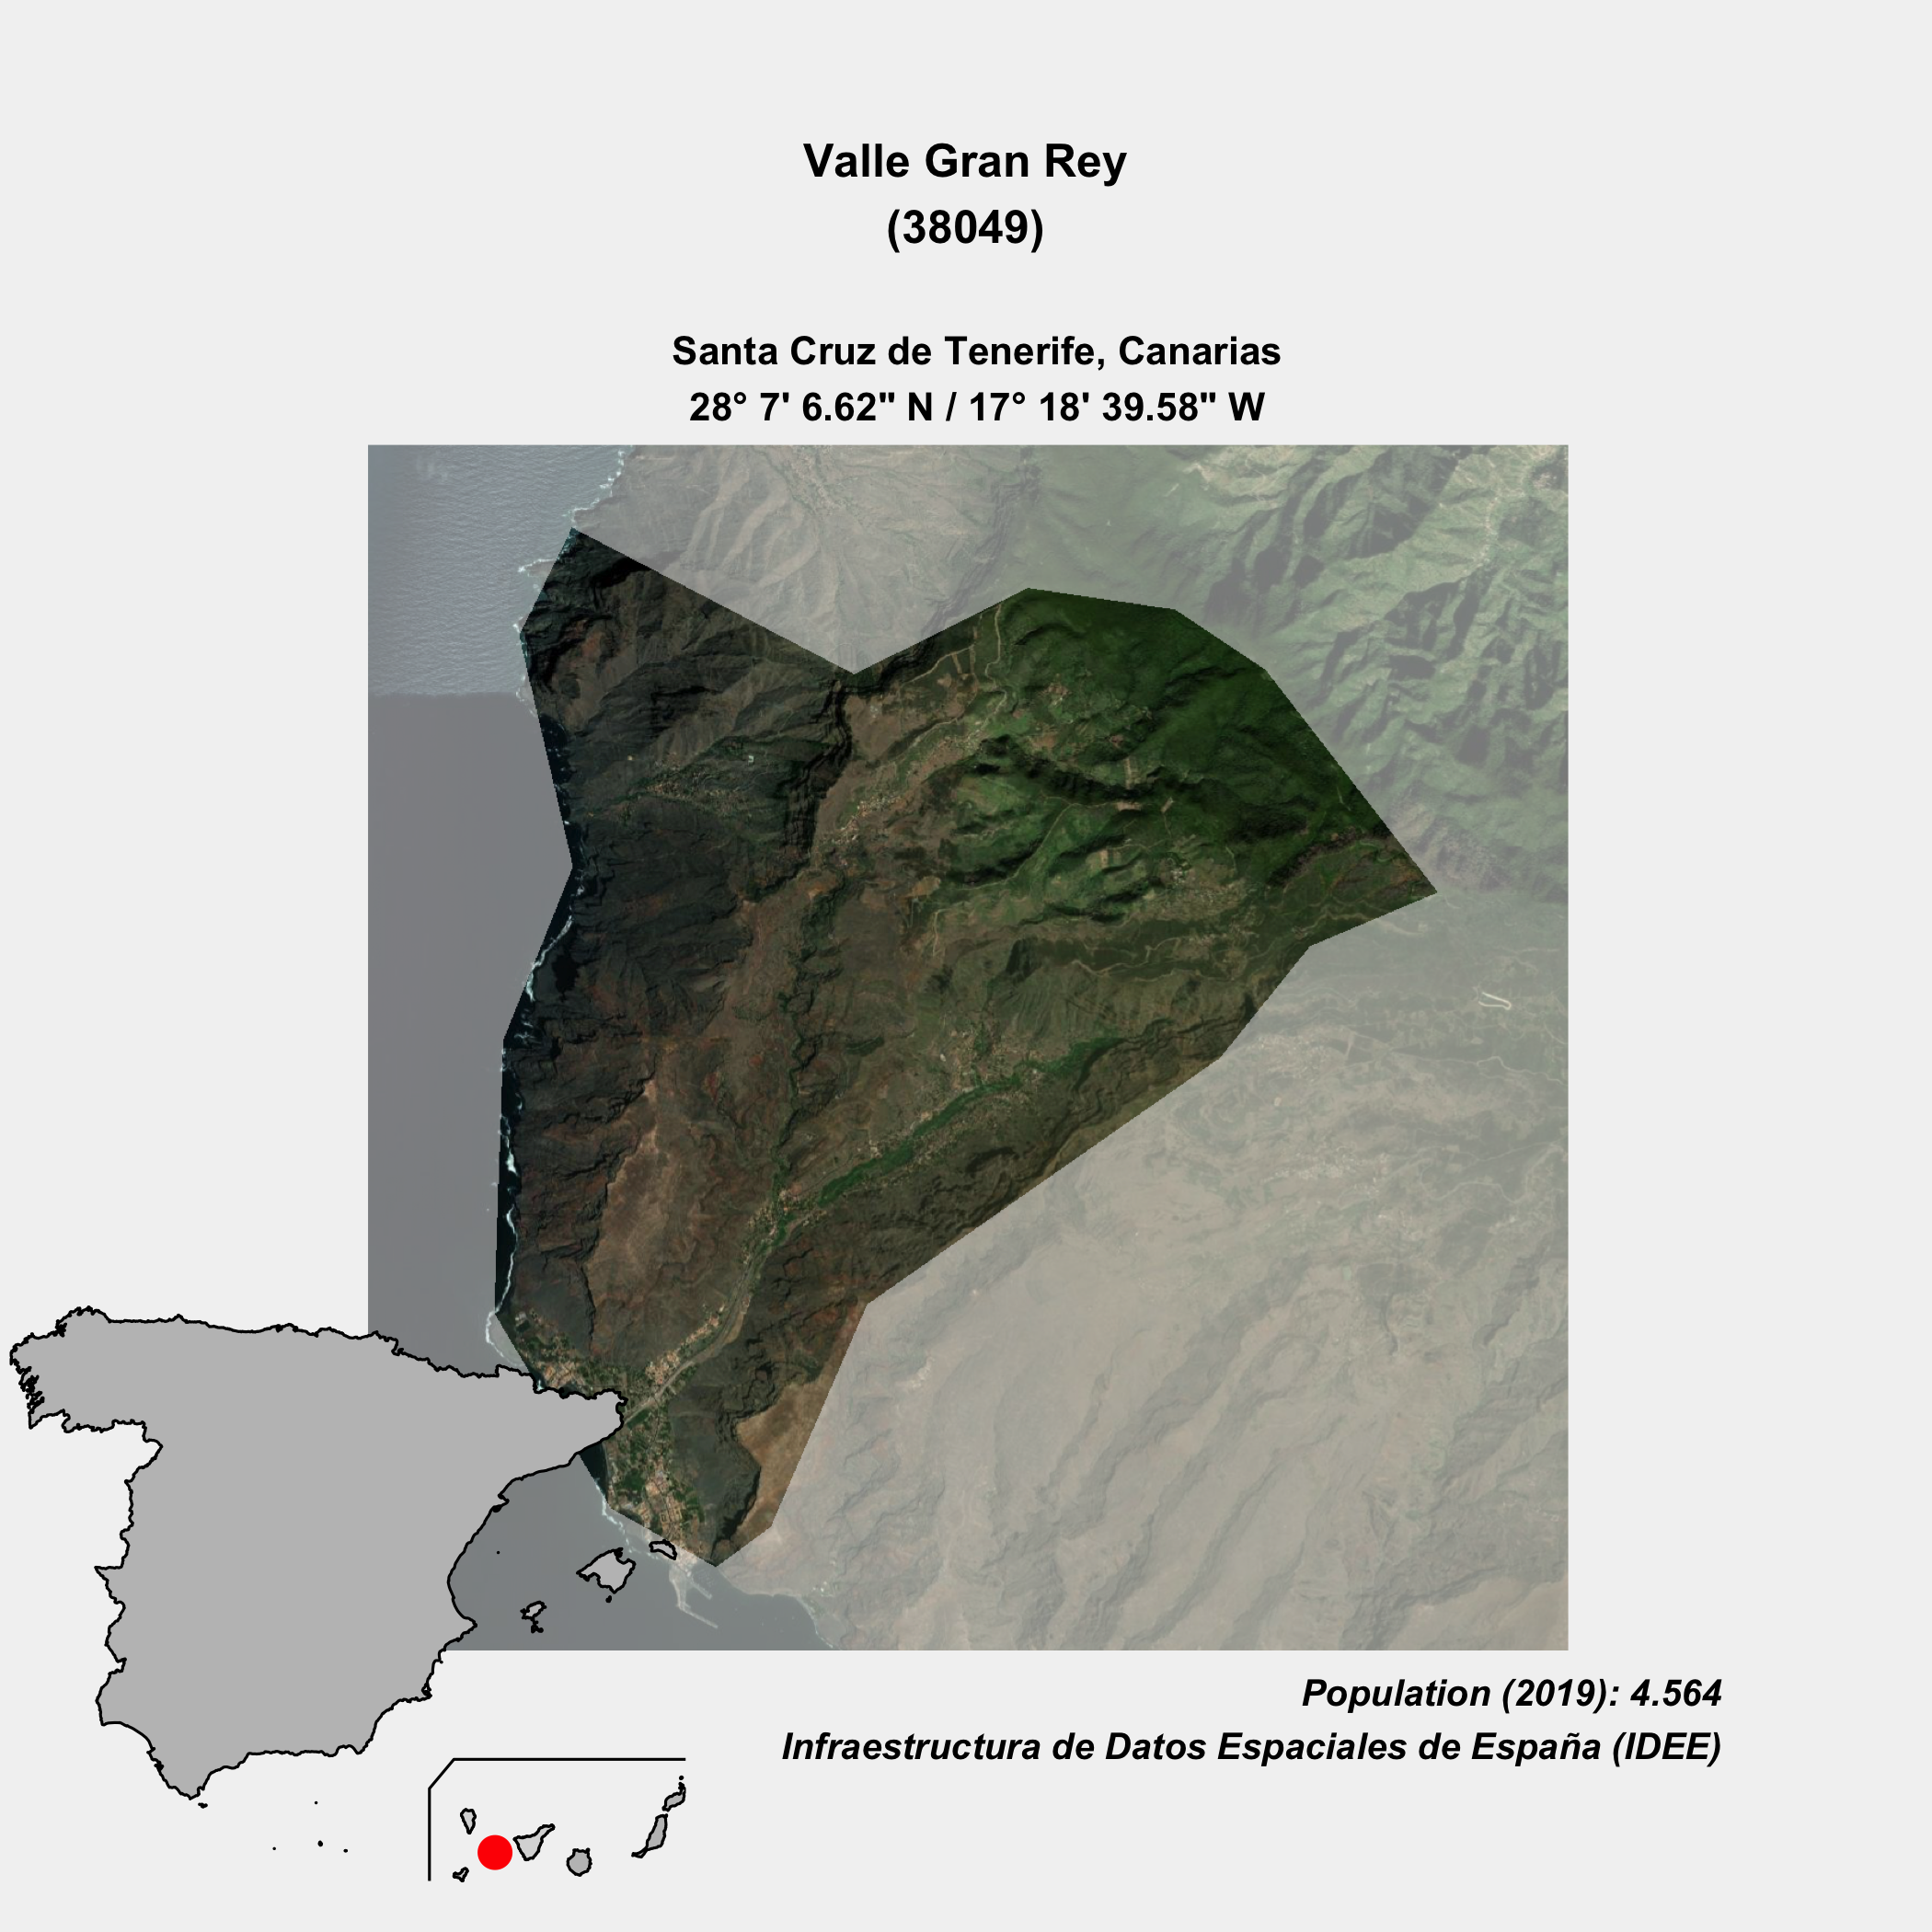 Valle Gran Rey
(38049)
Santa Cruz de Tenerife, Canarias
28° 7' 6.62" N / 17° 18' 39.58" W
Population (2019): 4.564
Infraestructura de Datos Espaciales de España (IDEE)